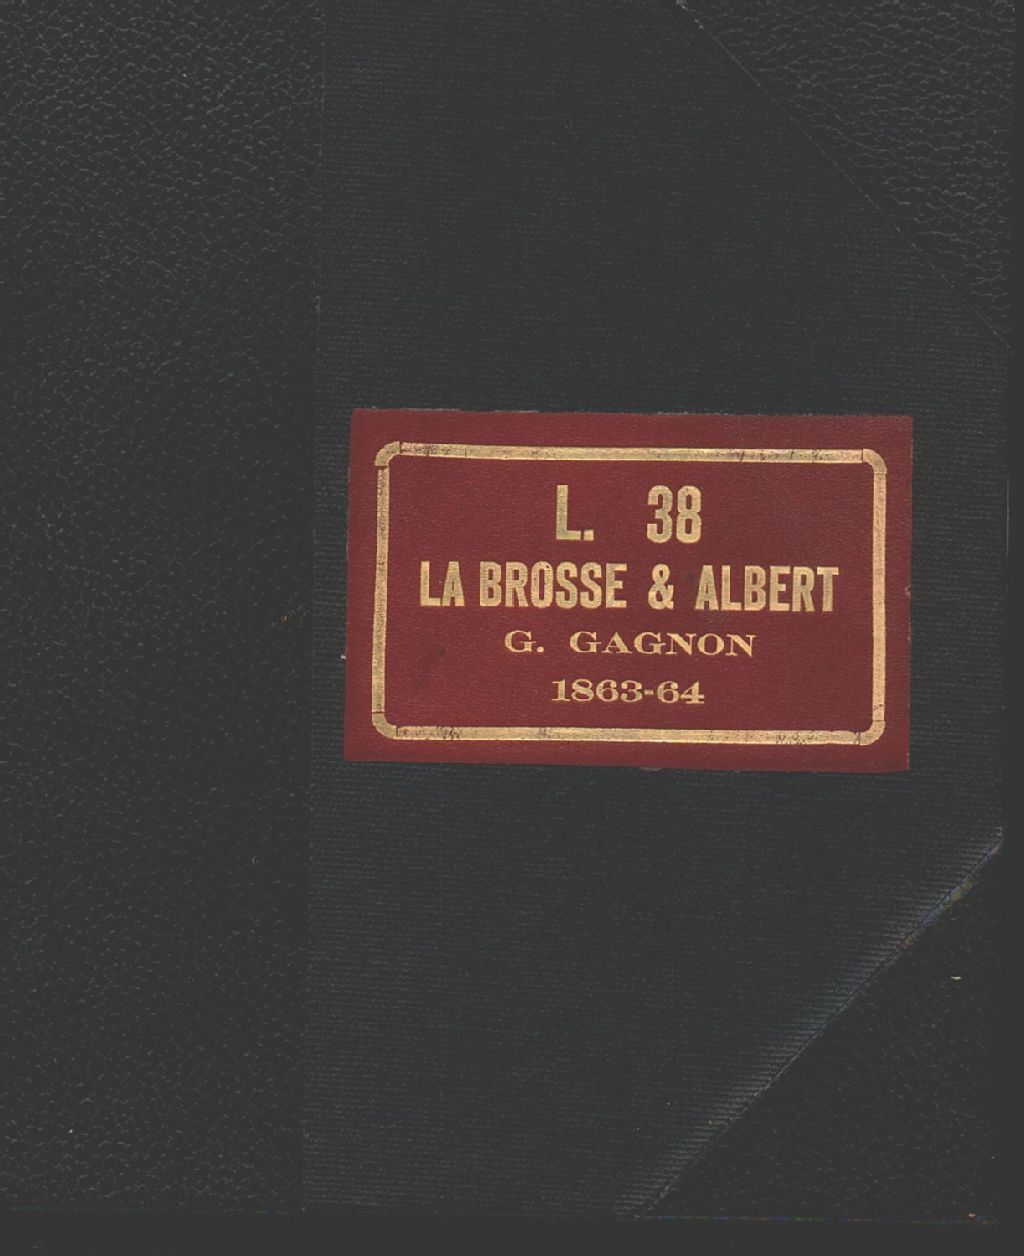 L. 38
LA BROSSE & ALBERT
G. GAGNON
1863-64